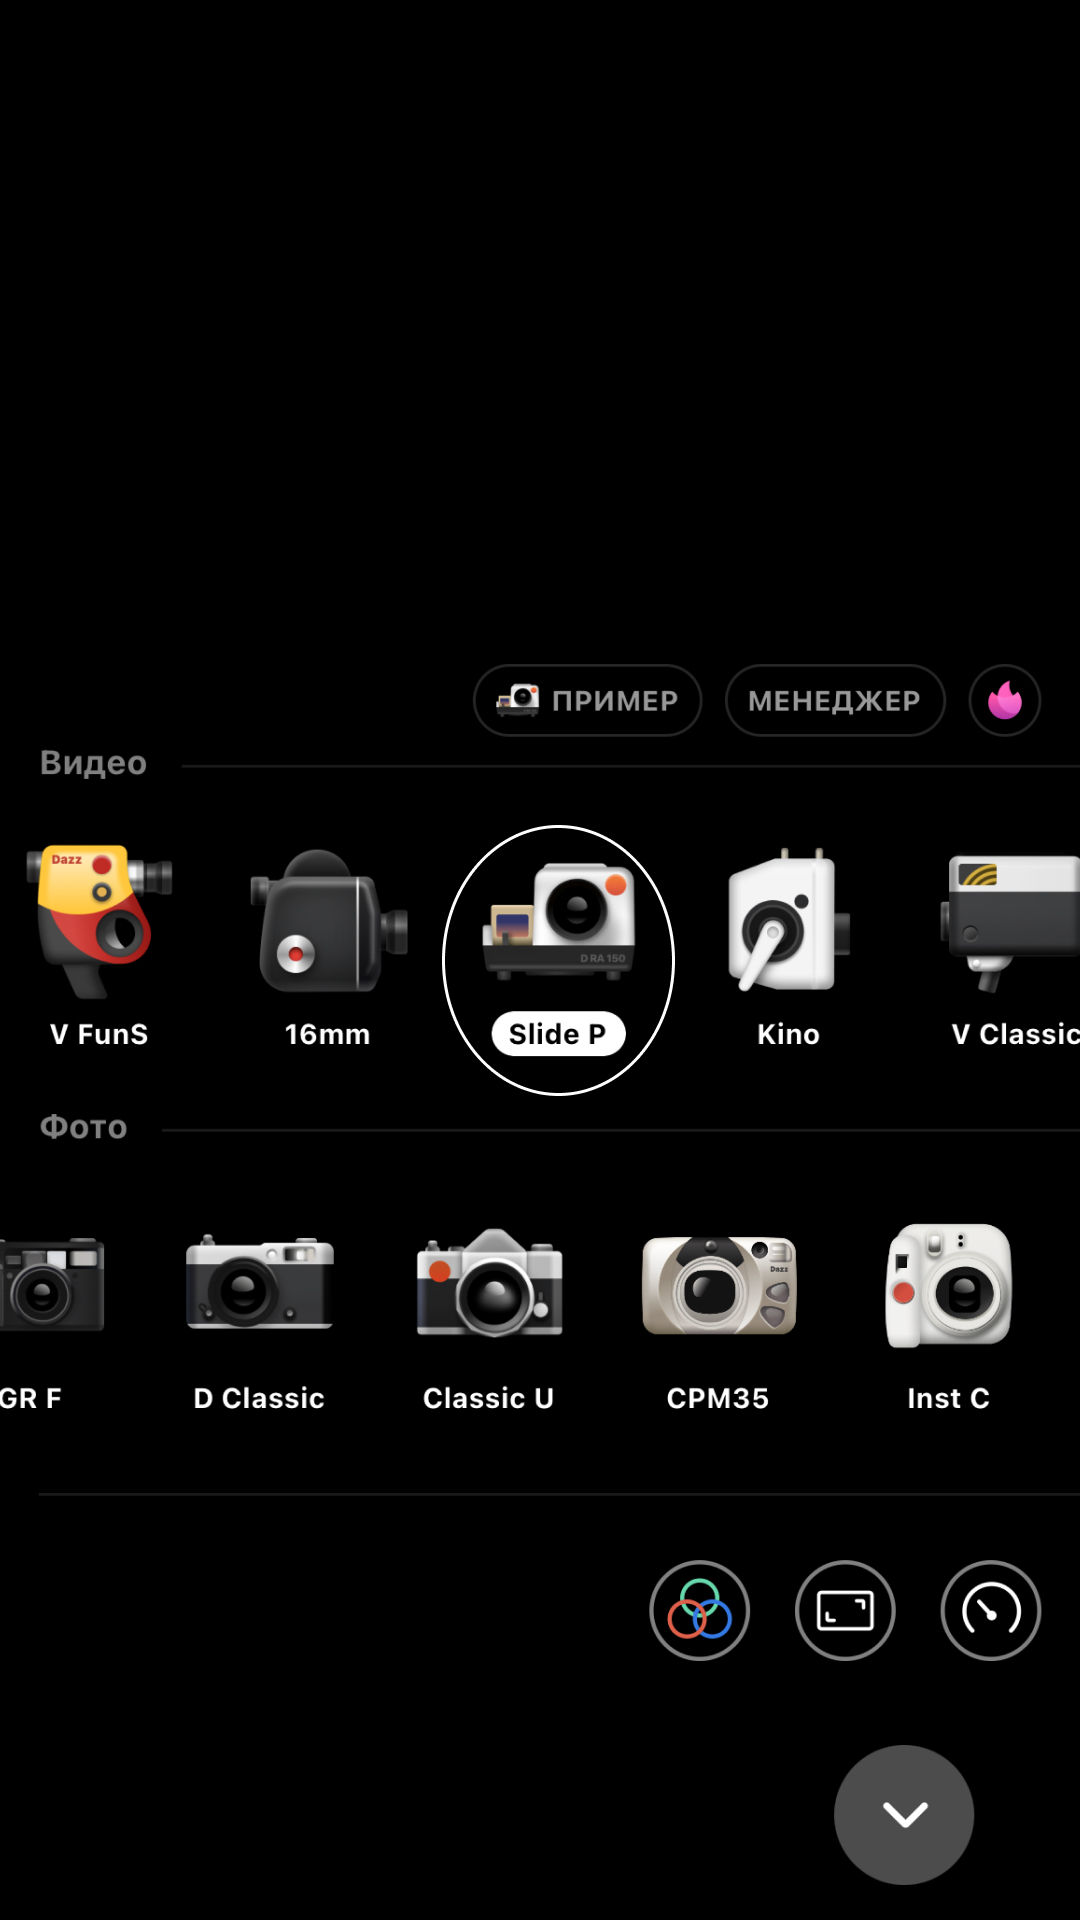 ПРИМЕР
МЕНЕДЖЕР
Видео
Dazz
D RA 150
V FunS
16mm
Slide P
Kino
V Classic
Фото
Dazz
GR F
D Classic
Classic U
CPM35
Inst C